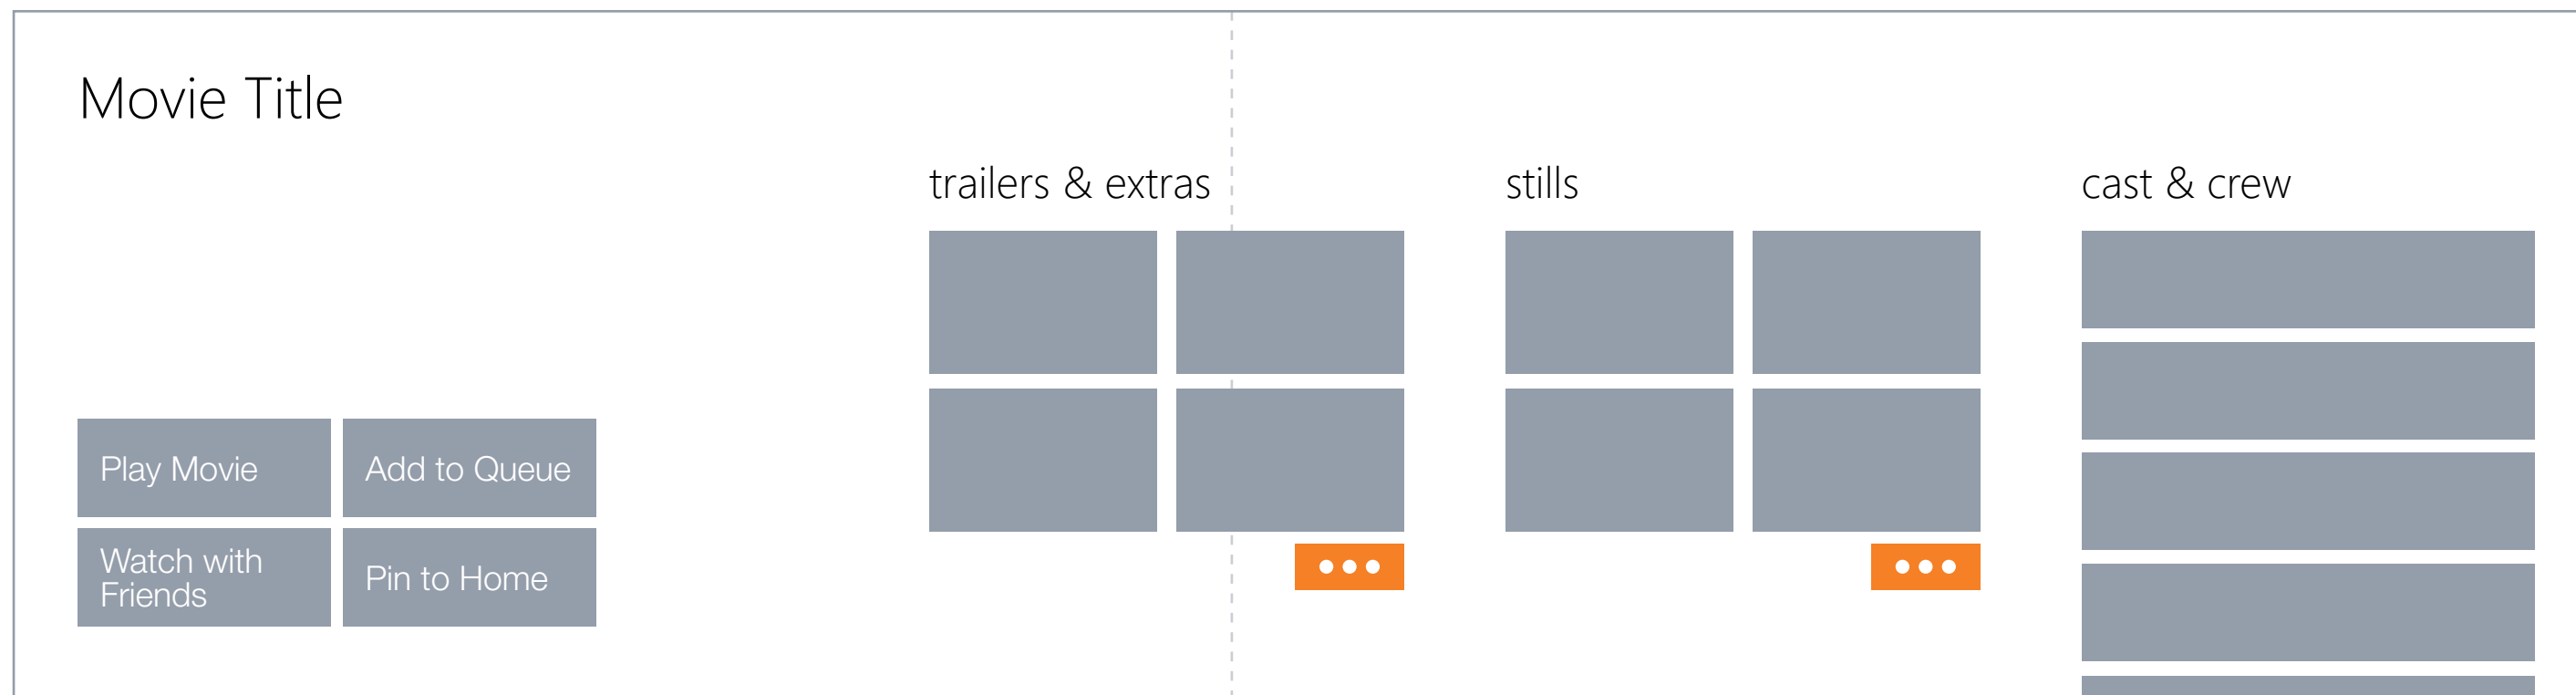 Movie Title
trailers & extras
stills
cast & crew
Play Movie
Add to Queue
Watch with
Friends
Pin to Home